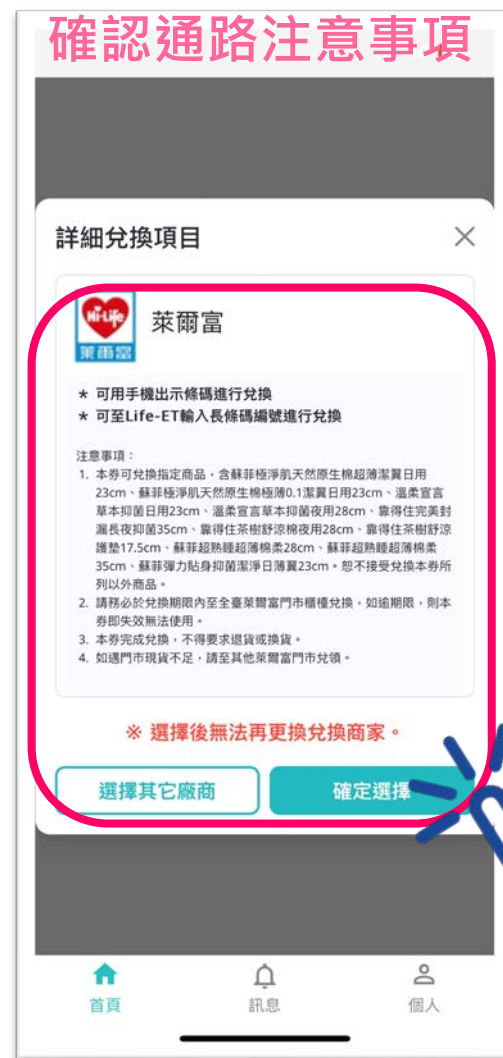 確認通路注意事項
詳細兌換項目
Hi-Life
萊爾富
萊爾富
* 可用手機出示條碼進行兌換
* 可至Life-ET輸入長條碼編號進行兌換
注意事項：
1. 本券可兌換指定商品，含蘇菲極淨肌天然原生棉超薄潔翼日用
23cm、蘇菲極淨肌天然原生棉極薄0.1潔翼日用23cm、溫柔宣言
草本抑菌日用23cm、溫柔宣言草本抑菌夜用28cm、靠得住完美封
漏長夜抑菌35cm、靠得住茶樹舒涼棉夜用28cm、靠得住茶樹舒涼
護墊17.5cm、蘇菲超熟睡超薄棉柔28cm、蘇菲超熟睡超薄棉柔
35cm、蘇菲彈力貼身抑菌潔淨日薄翼23cm。恕不接受兌換本券所
列以外商品。
2. 請務必於兌換期限內至全臺萊爾富門市櫃檯兌換，如逾期限，則本
券即失效無法使用。
3. 本券完成兌換，不得要求退貨或換貨。
4. 如遇門市現貨不足，請至其他萊爾富門市兌領。
※ 選擇後無法再更換兌換商家。
選擇其它廠商
確定選擇
首頁
訊息
個人